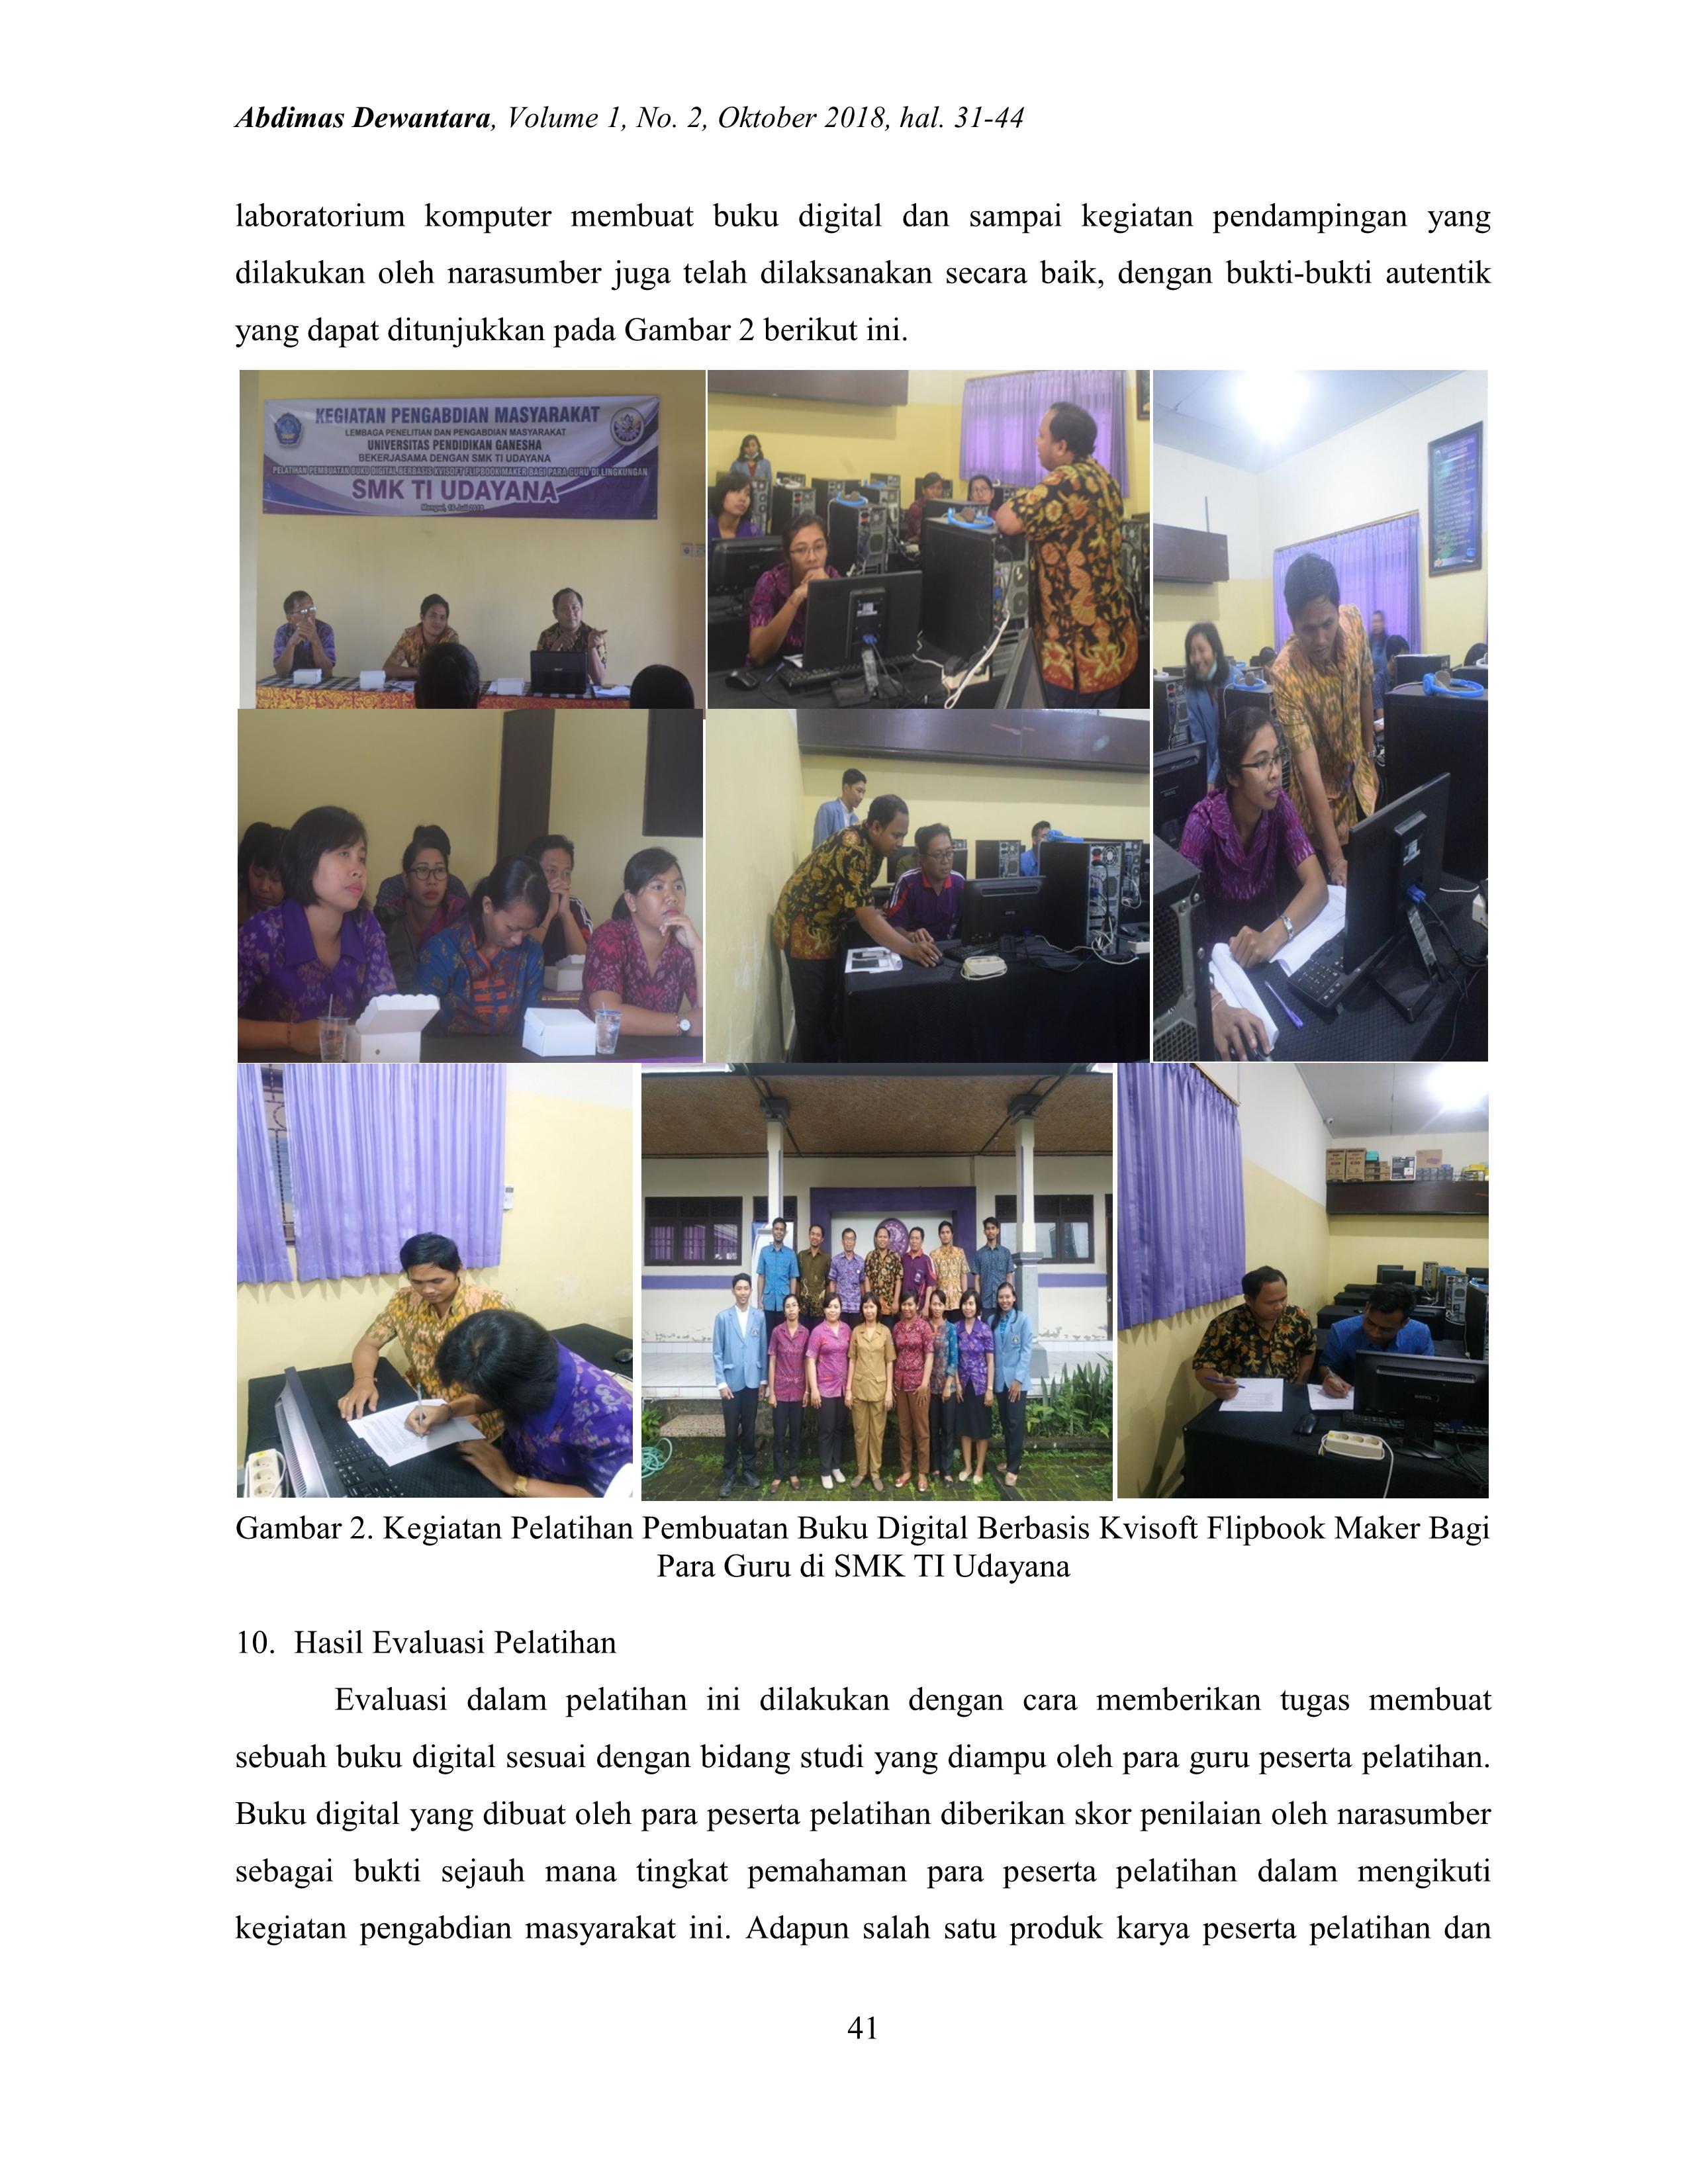 Abdimas Dewantara, Volume 1, No. 2, Oktober 2018, hal. 31-44
laboratorium komputer membuat buku digital dan sampai kegiatan pendampingan yang
dilakukan oleh narasumber juga telah dilaksanakan secara baik, dengan bukti-bukti autentik
yang dapat ditunjukkan pada Gambar 2 berikut ini.
KEGIATAN PENGABDIAN MASYARAKAT
LEMBAGA PENELITIAN DAN PENGABDIAN MASYARAKAT
UNIVERSITAS PENDIDIKAN GANESHA
BEKERJASAMA DENGAN SMK TI UDAYANA
PELATIHAN PEMBUATAN BUKU DIGITAL BERBASIS KVISOFT FLIPBOOK MAKER BAGI PARA GURU DI LINGKUNGAN
SMK TI UDAYANA
Gambar 2. Kegiatan Pelatihan Pembuatan Buku Digital Berbasis Kvisoft Flipbook Maker Bagi
Para Guru di SMK TI Udayana
10. Hasil Evaluasi Pelatihan
Evaluasi dalam pelatihan ini dilakukan dengan cara memberikan tugas membuat
sebuah buku digital sesuai dengan bidang studi yang diampu oleh para guru peserta pelatihan.
Buku digital yang dibuat oleh para peserta pelatihan diberikan skor penilaian oleh narasumber
sebagai bukti sejauh mana tingkat pemahaman para peserta pelatihan dalam mengikuti
kegiatan pengabdian masyarakat ini. Adapun salah satu produk karya peserta pelatihan dan
41